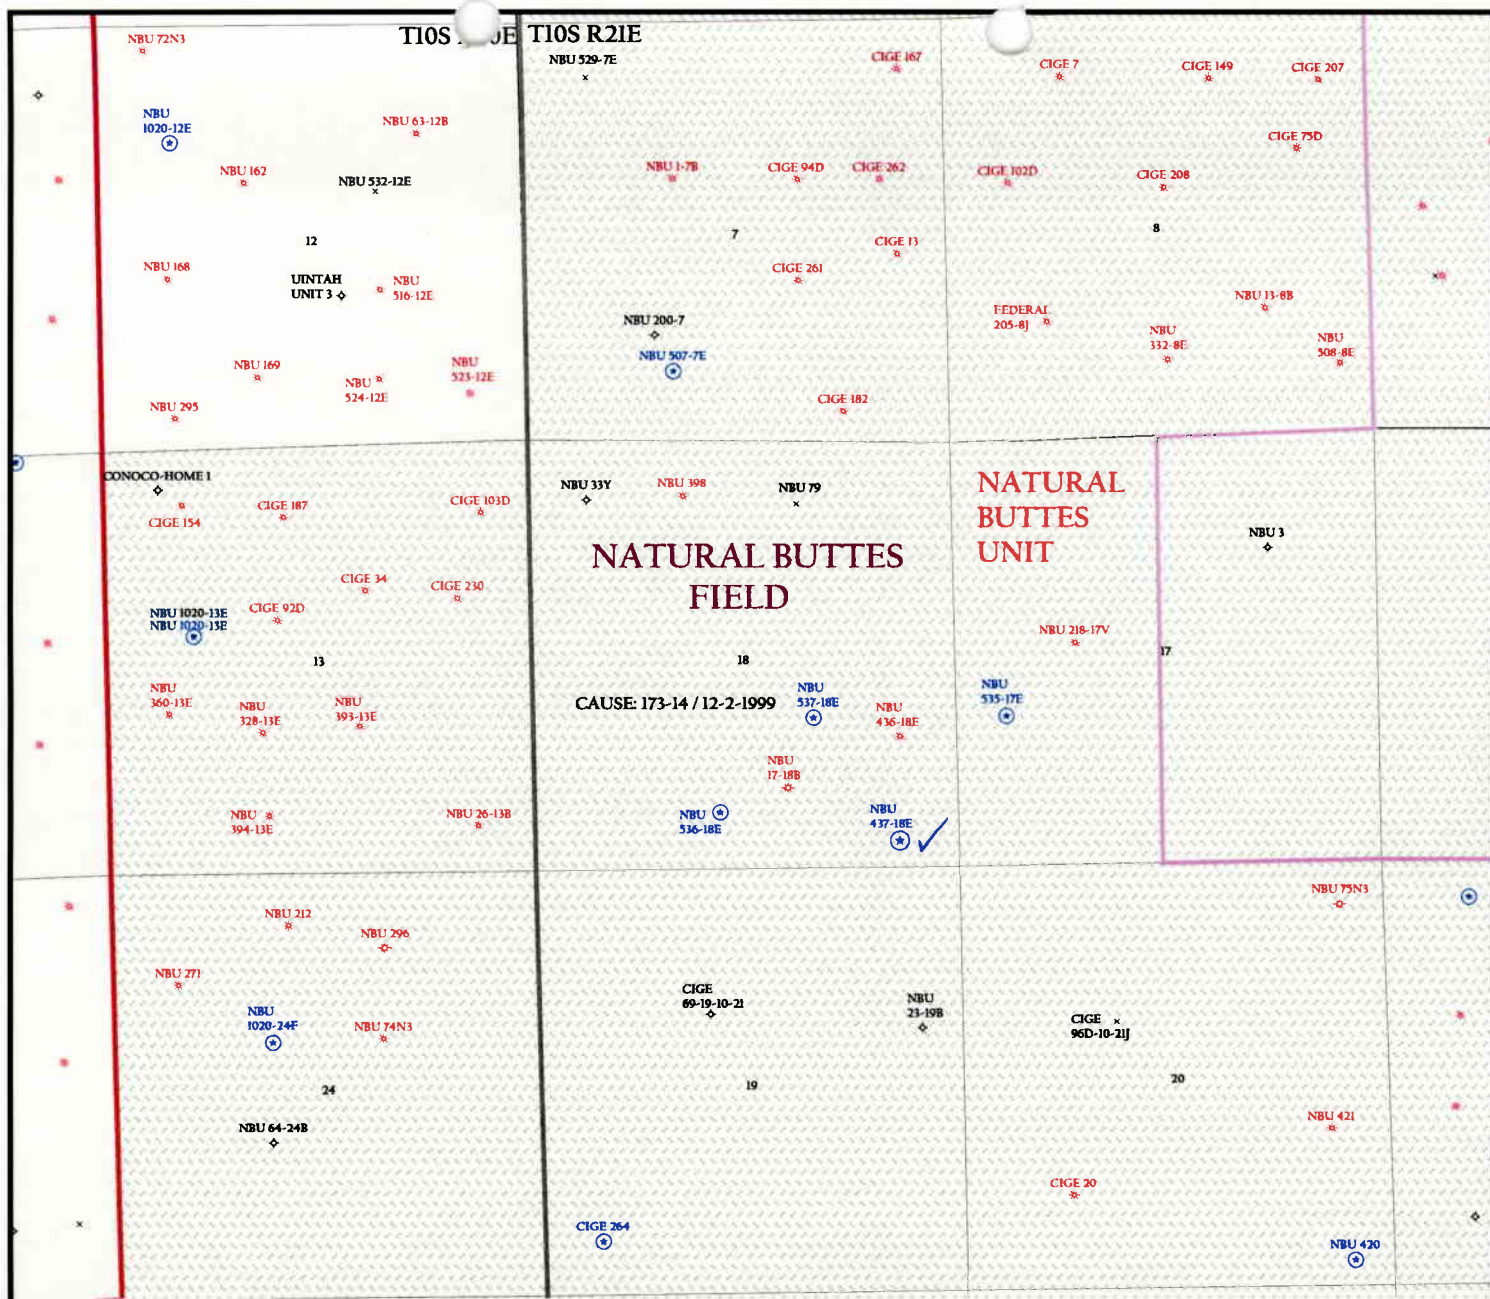 T10S
T10S R21E
NBU 72N3
NBU 529-7E
CIGE 167
CIGE 7
CIGE 149
CIGE 207
NBU
1020-12E
NBU 63-12B
CIGE 75D
NBU 162
NBU 532-12E
NBU 1-7B
CIGE 94D
CIGE 262
CIGE 102D
CIGE 208
12
7
8
CIGE 13
NBU 168
UINTAH
UNIT 3
NBU
516-12E
CIGE 261
FEDERAL
205-8J
NBU 13-8B
NBU 200-7
NBU
332-8E
NBU
508-8E
NBU 507-7E
NBU 169
NBU
524-12E
NBU
523-12E
NBU 295
CIGE 182
CONOCO-HOME 1
CIGE 154
CIGE 187
CIGE 103D
NBU 33Y
NBU 398
NBU 79
NATURAL
BUTTES
UNIT
NBU 3
NATURAL BUTTES
FIELD
CIGE 34
CIGE 230
NBU 1020-13E
NBU 1020-13E
CIGE 92D
NBU 218-17V
13
18
17
NBU
360-13E
NBU
328-13E
NBU
393-13E
CAUSE: 173-14 / 12-2-1999
NBU
537-18E
NBU
436-18E
NBU
535-17E
NBU
17-18B
NBU
394-13E
NBU 26-13B
NBU
536-18E
NBU
437-18E
NBU 212
NBU 296
NBU 75N3
NBU 271
NBU
1020-24F
NBU 74N3
CIGE
69-19-10-21
NBU
23-19B
CIGE
96D-10-21J
24
19
20
NBU 64-24B
NBU 421
CIGE 20
CIGE 264
NBU 420